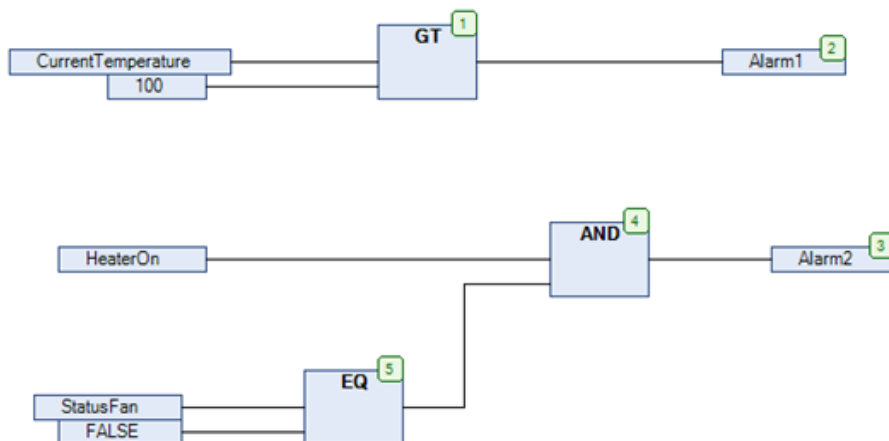 GT 1
CurrentTemperature Alarm1 2
100
AND 4
HeaterOn Alarm2 3
EQ 5
StatusFan
FALSE